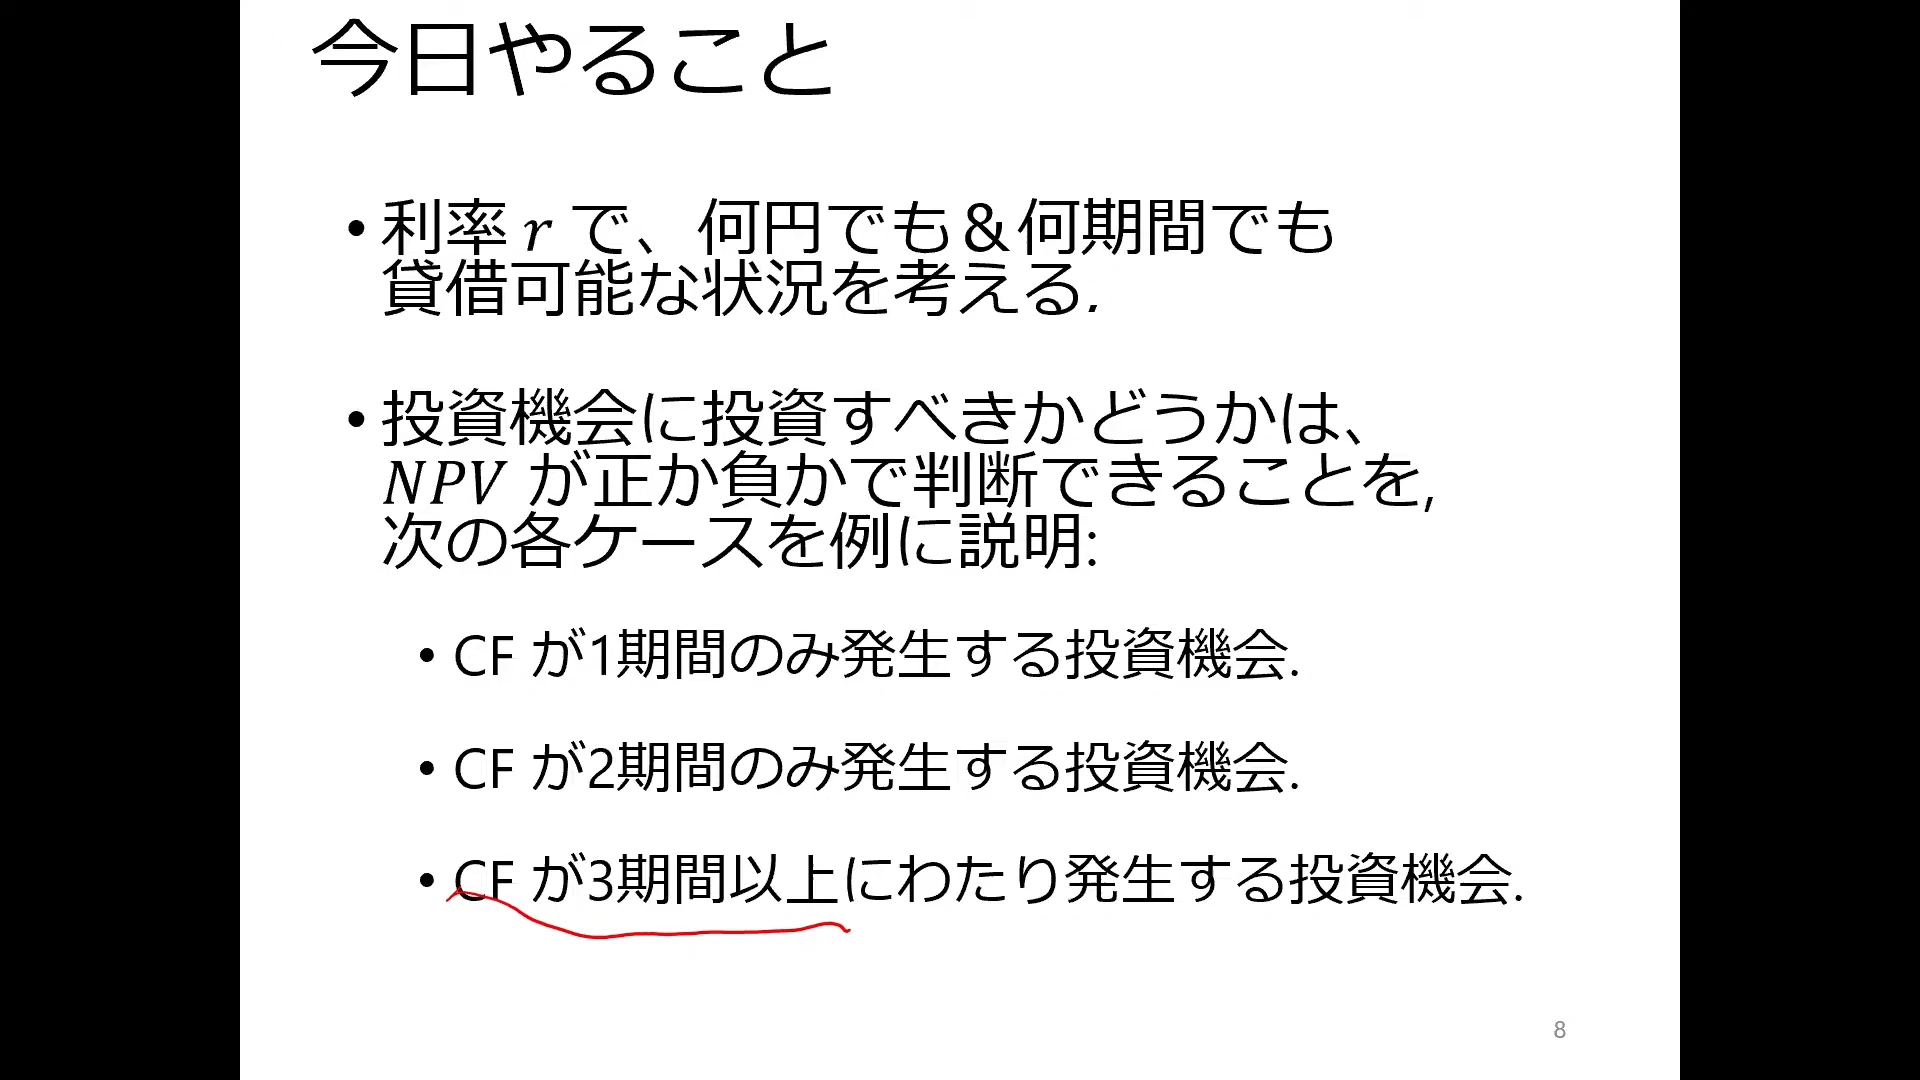 今日やること
• 利率 r で、何円でも＆何期間でも
貸借可能な状況を考える.
• 投資機会に投資すべきかどうかは、
NPV が正か負かで判断できることを,
次の各ケースを例に説明:
• CF が1期間のみ発生する投資機会.
• CF が2期間のみ発生する投資機会.
• CF が3期間以上にわたり発生する投資機会.
8